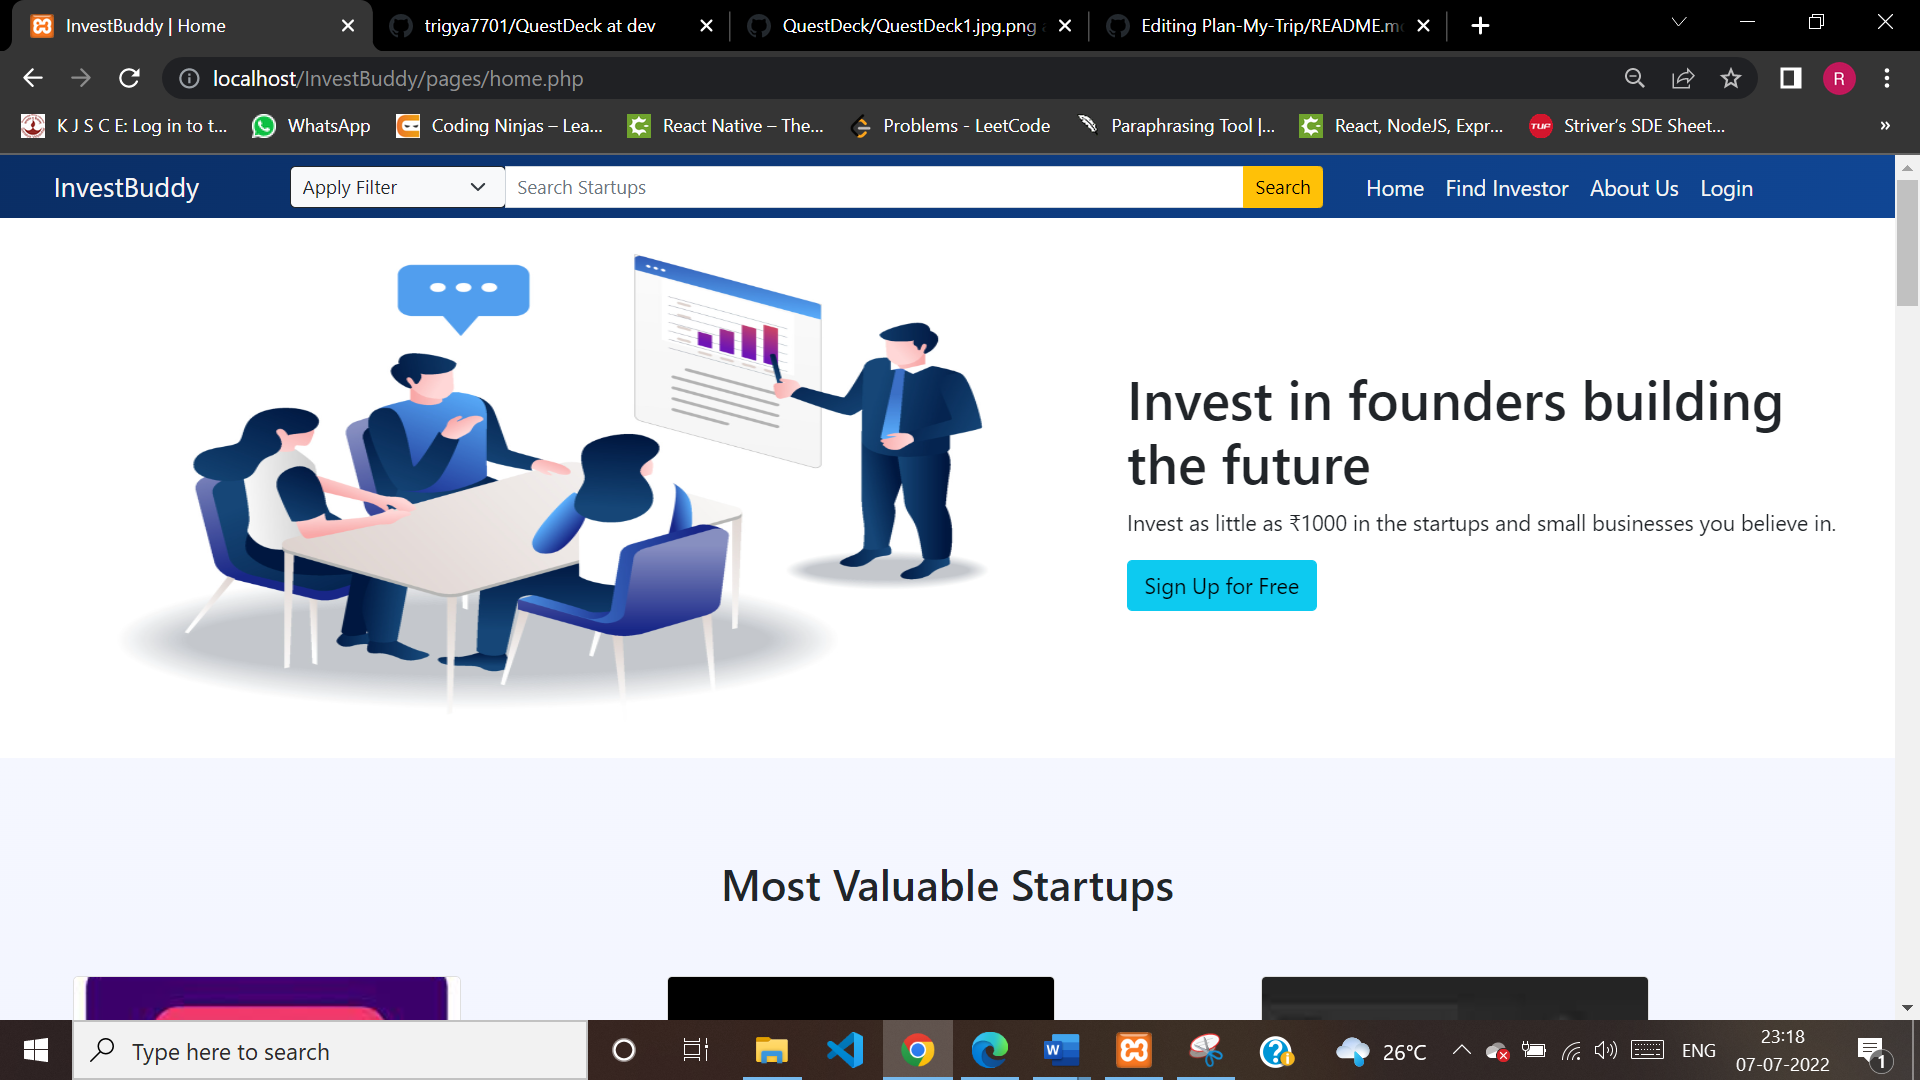 InvestBuddy | Home
trigya7701/QuestDeck at dev
QuestDeck/QuestDeck1.jpg.png
Editing Plan-My-Trip/README.m
localhost/InvestBuddy/pages/home.php
R
K J S C E: Log in to t...
WhatsApp
Coding Ninjas – Lea...
React Native – The...
Problems - LeetCode
Paraphrasing Tool |...
React, NodeJS, Expr...
TUF
Striver's SDE Sheet...
»
InvestBuddy
Apply Filter
Search Startups
Search
Home
Find Investor
About Us
Login
Invest in founders building
the future
Invest as little as ₹1000 in the startups and small businesses you believe in.
Sign Up for Free
Most Valuable Startups
Type here to search
26°C
ENG
23:18
07-07-2022
1